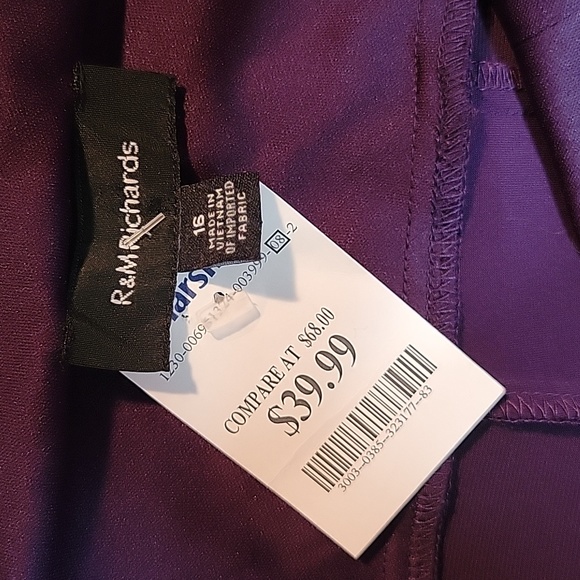 R&M Richards
16
MADE IN
VIETNAM
OF IMPORTED
FABRIC
COMPARE AT $68.00
$39.99
3003-0385-323177-83